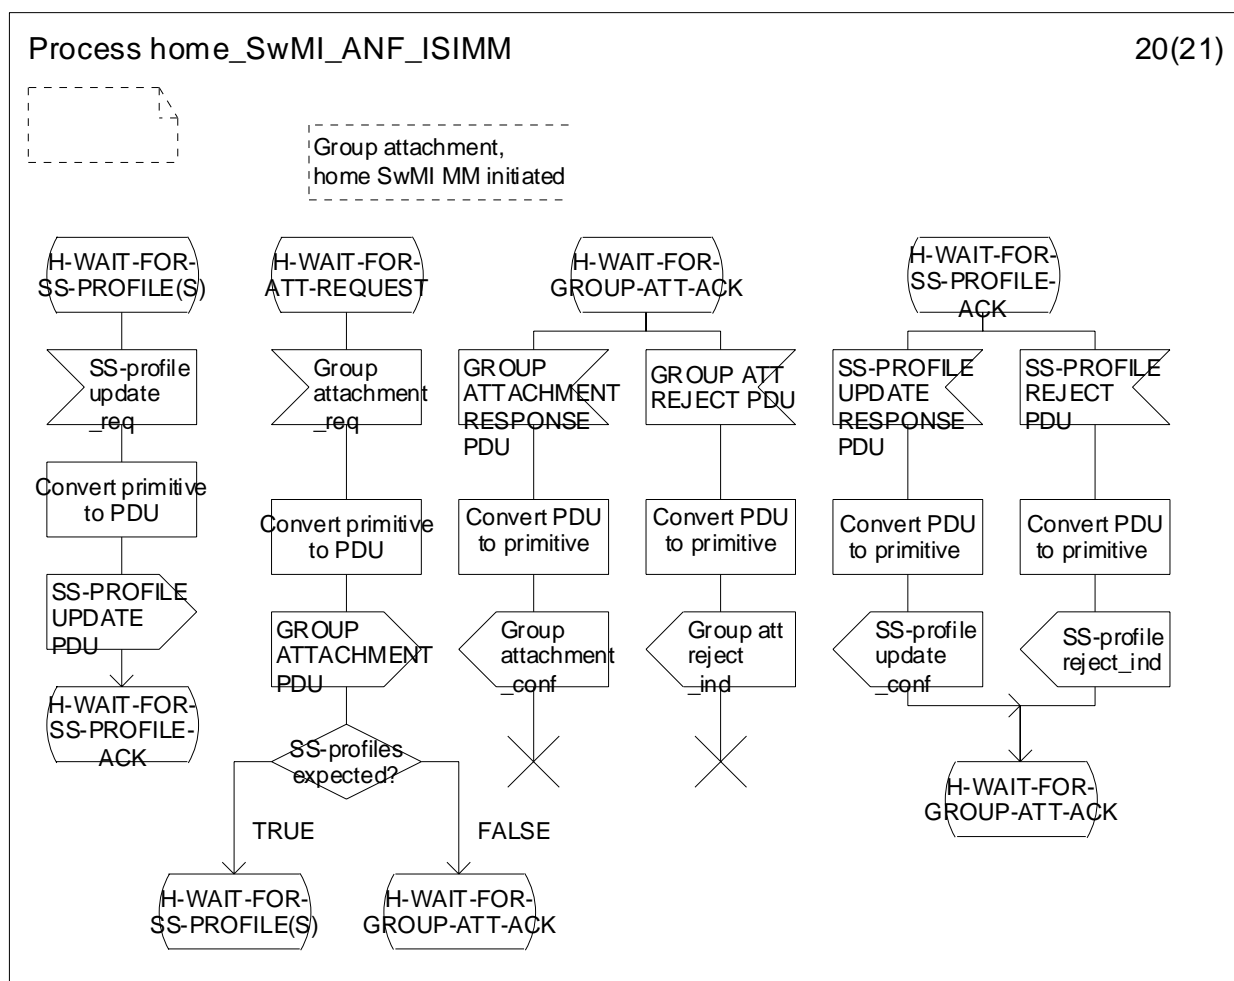 Process home_SwMI_ANF_ISIMM
20(21)
Group attachment,
home SwMI MM initiated
H-WAIT-FOR-
SS-PROFILE(S)
SS-profile
update
_req
Convert primitive
to PDU
SS-PROFILE
UPDATE
PDU
H-WAIT-FOR-
SS-PROFILE-
ACK
H-WAIT-FOR-
ATT-REQUEST
Group
attachment
_req
Convert primitive
to PDU
GROUP
ATTACHMENT
PDU
SS-profiles
expected?
TRUE
FALSE
H-WAIT-FOR-
SS-PROFILE(S)
H-WAIT-FOR-
GROUP-ATT-ACK
H-WAIT-FOR-
GROUP-ATT-ACK
GROUP
ATTACHMENT
RESPONSE
PDU
Convert PDU
to primitive
Group
attachment
_conf
GROUP ATT
REJECT PDU
Convert PDU
to primitive
Group att
reject
_ind
H-WAIT-FOR-
SS-PROFILE-
ACK
SS-PROFILE
UPDATE
RESPONSE
PDU
Convert PDU
to primitive
SS-profile
update
_conf
SS-PROFILE
REJECT
PDU
Convert PDU
to primitive
SS-profile
reject_ind
H-WAIT-FOR-
GROUP-ATT-ACK